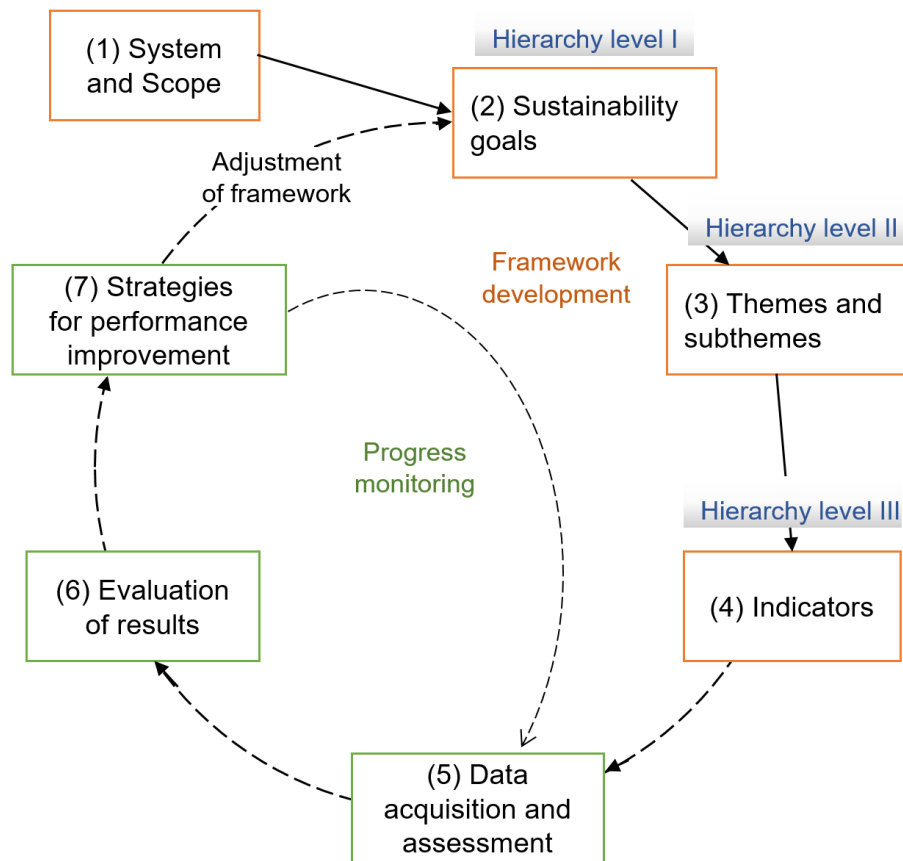 (1) System
and Scope
Hierarchy level I
(2) Sustainability
goals
Adjustment
of framework
Hierarchy level II
Framework
development
(7) Strategies
for performance
improvement
(3) Themes and
subthemes
Progress
monitoring
Hierarchy level III
(6) Evaluation
of results
(4) Indicators
(5) Data
acquisition and
assessment